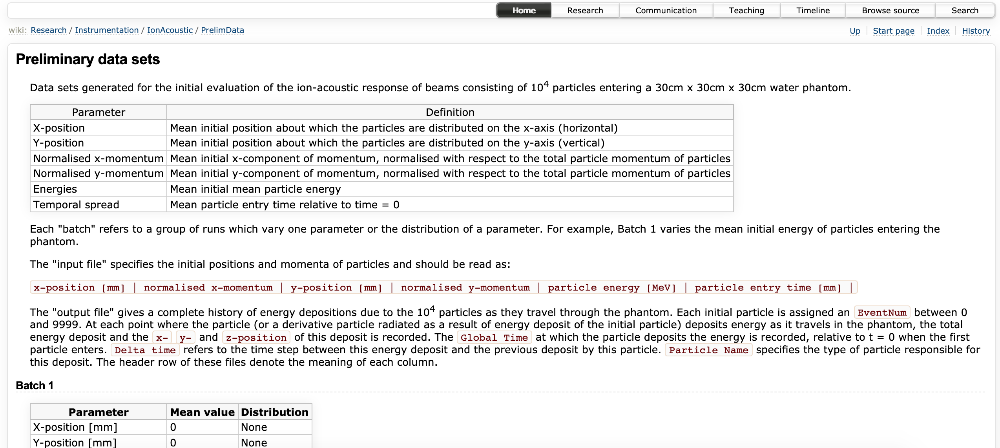 Home Research Communication Teaching Timeline Browse source Search
wiki: Research / Instrumentation / IonAcoustic / PrelimData
Up Start page Index History
Preliminary data sets
Data sets generated for the initial evaluation of the ion-acoustic response of beams consisting of 10⁴ particles entering a 30cm x 30cm x 30cm water phantom.
Parameter Definition
X-position Mean initial position about which the particles are distributed on the x-axis (horizontal)
Y-position Mean initial position about which the particles are distributed on the y-axis (vertical)
Normalised x-momentum Mean initial x-component of momentum, normalised with respect to the total particle momentum of particles
Normalised y-momentum Mean initial y-component of momentum, normalised with respect to the total particle momentum of particles
Energies Mean initial mean particle energy
Temporal spread Mean particle entry time relative to time = 0
Each "batch" refers to a group of runs which vary one parameter or the distribution of a parameter. For example, Batch 1 varies the mean initial energy of particles entering the
phantom.
The "input file" specifies the initial positions and momenta of particles and should be read as:
x-position [mm] | normalised x-momentum | y-position [mm] | normalised y-momentum | particle energy [MeV] | particle entry time [mm] |
The "output file" gives a complete history of energy depositions due to the 10⁴ particles as they travel through the phantom. Each initial particle is assigned an EventNum between 0
and 9999. At each point where the particle (or a derivative particle radiated as a result of energy deposit of the initial particle) deposits energy as it travels in the phantom, the total
energy deposit and the x- y- and z-position of this deposit is recorded. The Global Time at which the particle deposits the energy is recorded, relative to t = 0 when the first
particle enters. Delta time refers to the time step between this energy deposit and the previous deposit by this particle. Particle Name specifies the type of particle responsible for
this deposit. The header row of these files denote the meaning of each column.
Batch 1
Parameter Mean value Distribution
X-position [mm] 0 None
Y-position [mm] 0 None